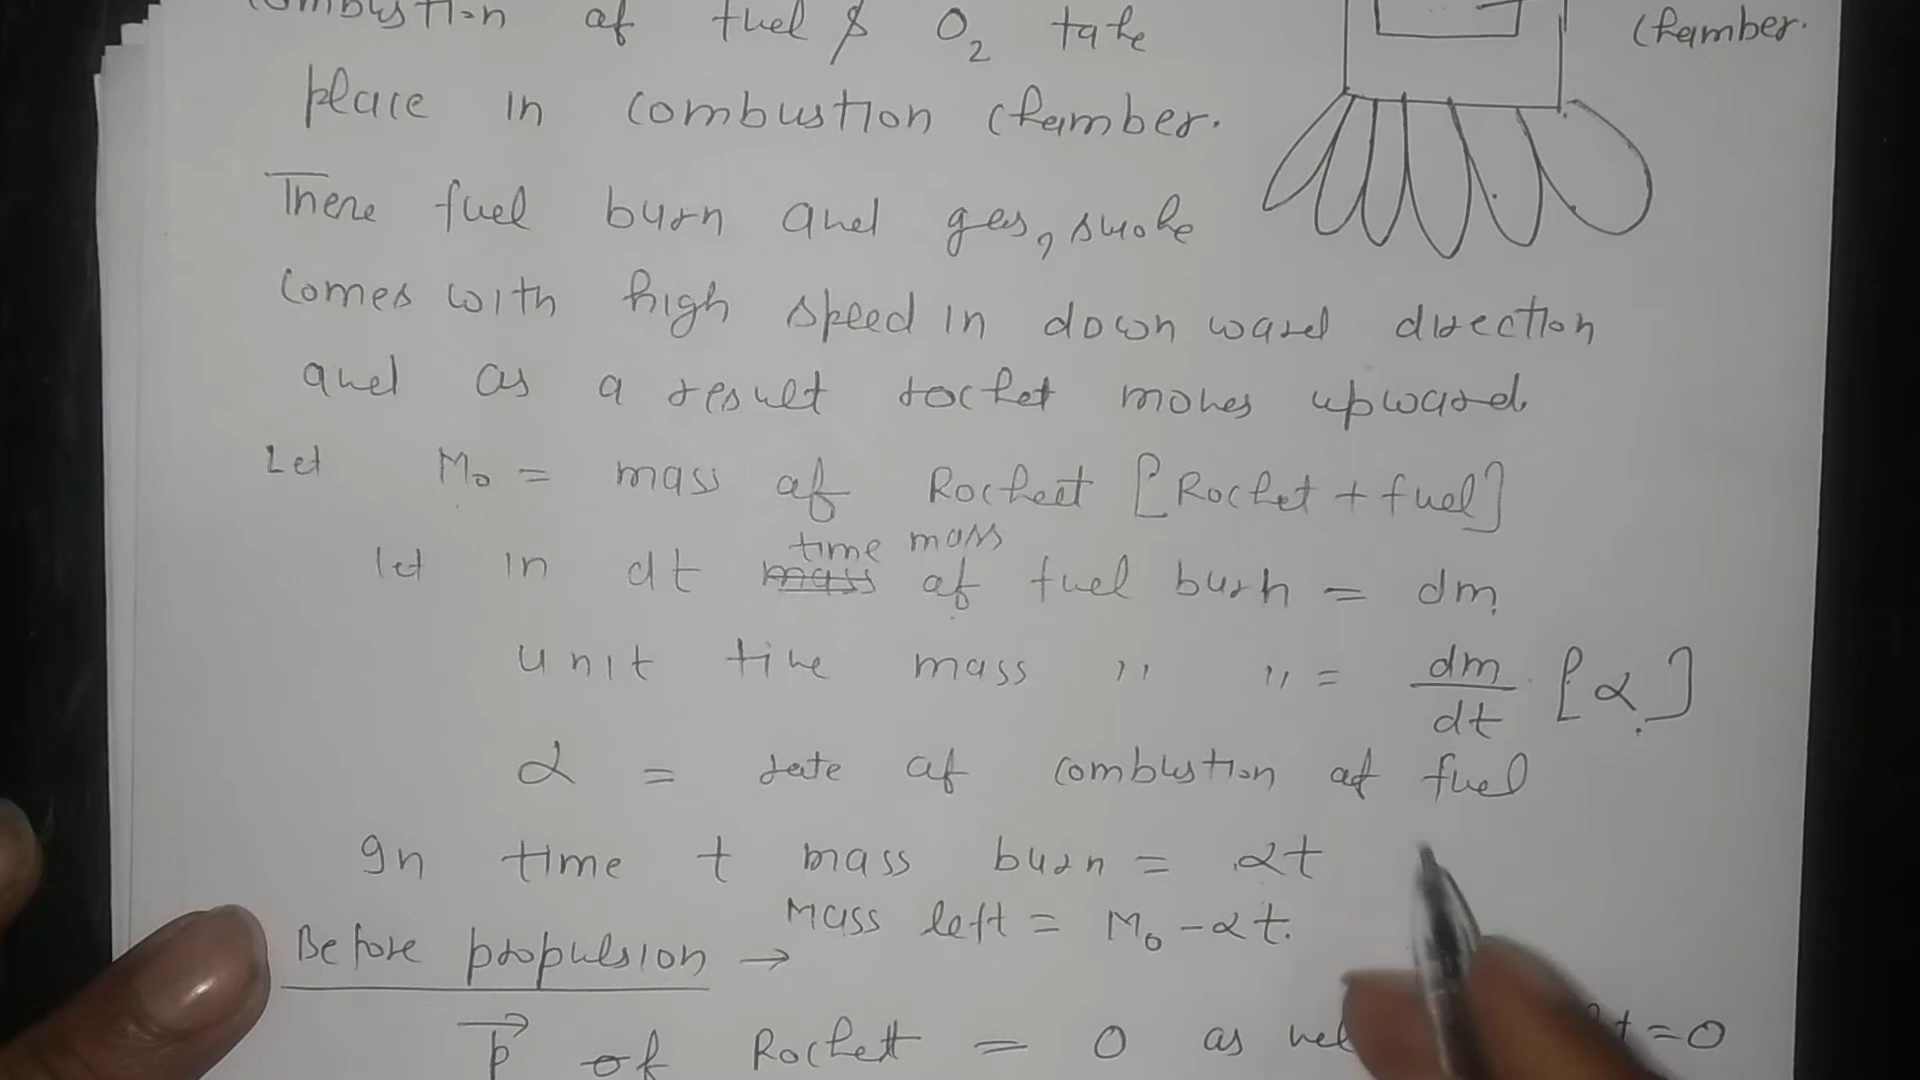 Combustion of fuel & O2 take
Chamber.
place in combustion chamber.
There fuel burn and gas, smoke
comes with high speed in down ward direction
and as a result rocket moves upward.
Let M0 = mass of Rocket [Rocket + fuel]
time mass
let in dt mass of fuel burn = dm
unit time mass ,, ,, = dm/dt [α]
α = rate of combustion of fuel
In time t mass burn = αt
Mass left = M0 - αt.
Before propulsion →
p of Rocket = 0 as t=0